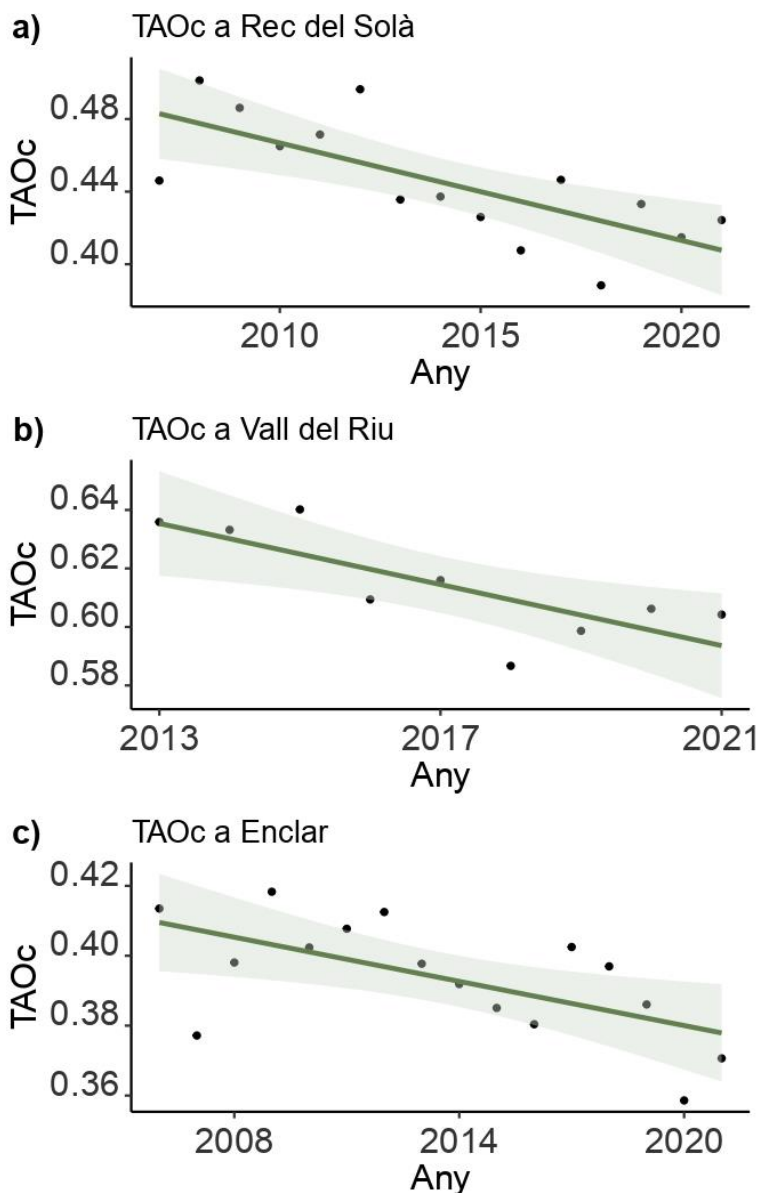 a) TAOc a Rec del Solà
0.48
0.44
0.40
TAOc
2010 2015 2020
Any
b) TAOc a Vall del Riu
0.64
0.62
0.60
0.58
TAOc
2013 2017 2021
Any
c) TAOc a Enclar
0.42
0.40
0.38
0.36
TAOc
2008 2014 2020
Any